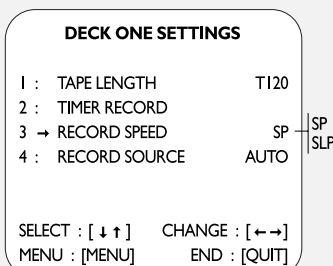 DECK ONE SETTINGS
1 : TAPE LENGTH T120
2 : TIMER RECORD
3 → RECORD SPEED SP
SP
SLP
4 : RECORD SOURCE AUTO
SELECT : [↓↑] CHANGE : [←→]
MENU : [MENU] END : [QUIT]